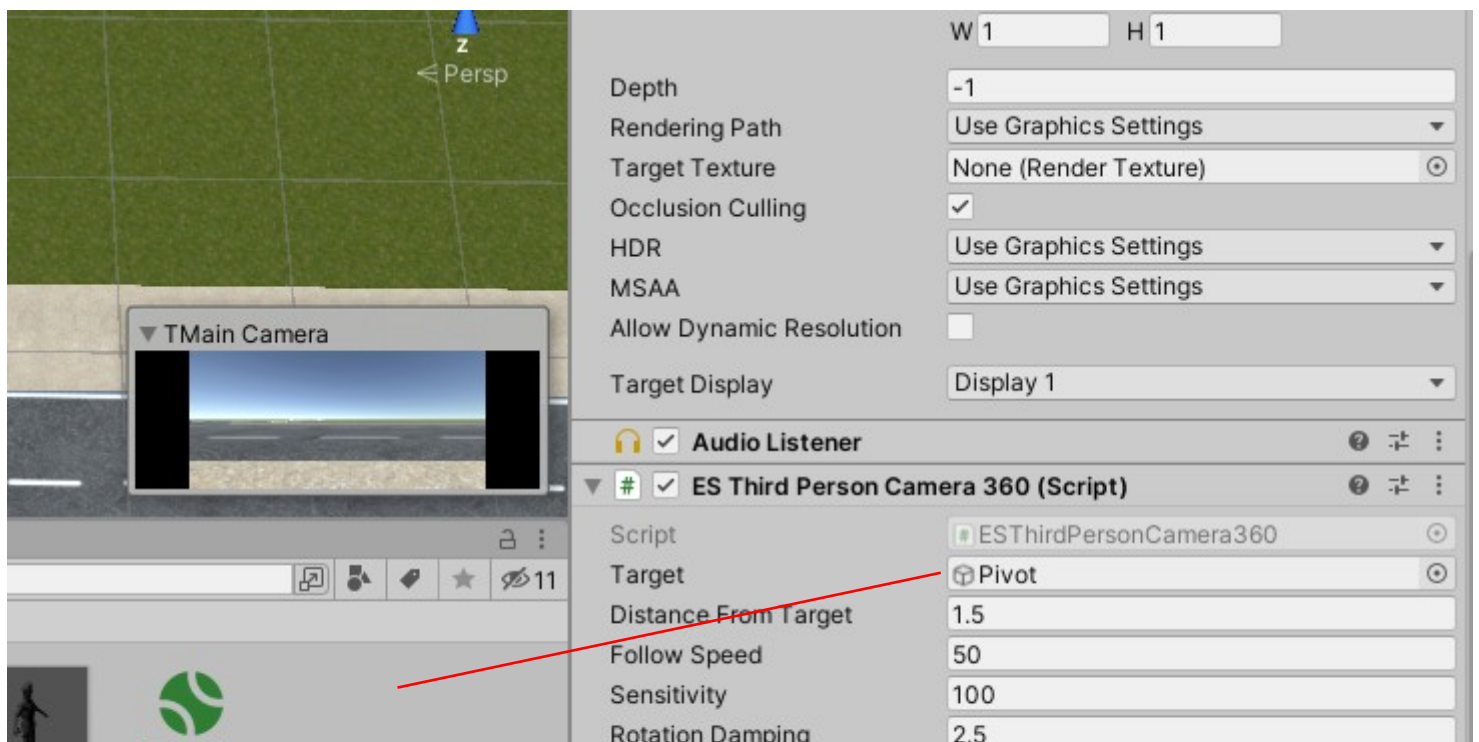 W 1 H 1
z
Persp
Depth -1
Rendering Path Use Graphics Settings
Target Texture None (Render Texture)
Occlusion Culling
HDR Use Graphics Settings
MSAA Use Graphics Settings
TMain Camera
Allow Dynamic Resolution
Target Display Display 1
Audio Listener
# ES Third Person Camera 360 (Script)
Script # ESThirdPersonCamera360
11
Target Pivot
Distance From Target 1.5
Follow Speed 50
Sensitivity 100
Rotation Damping 2.5